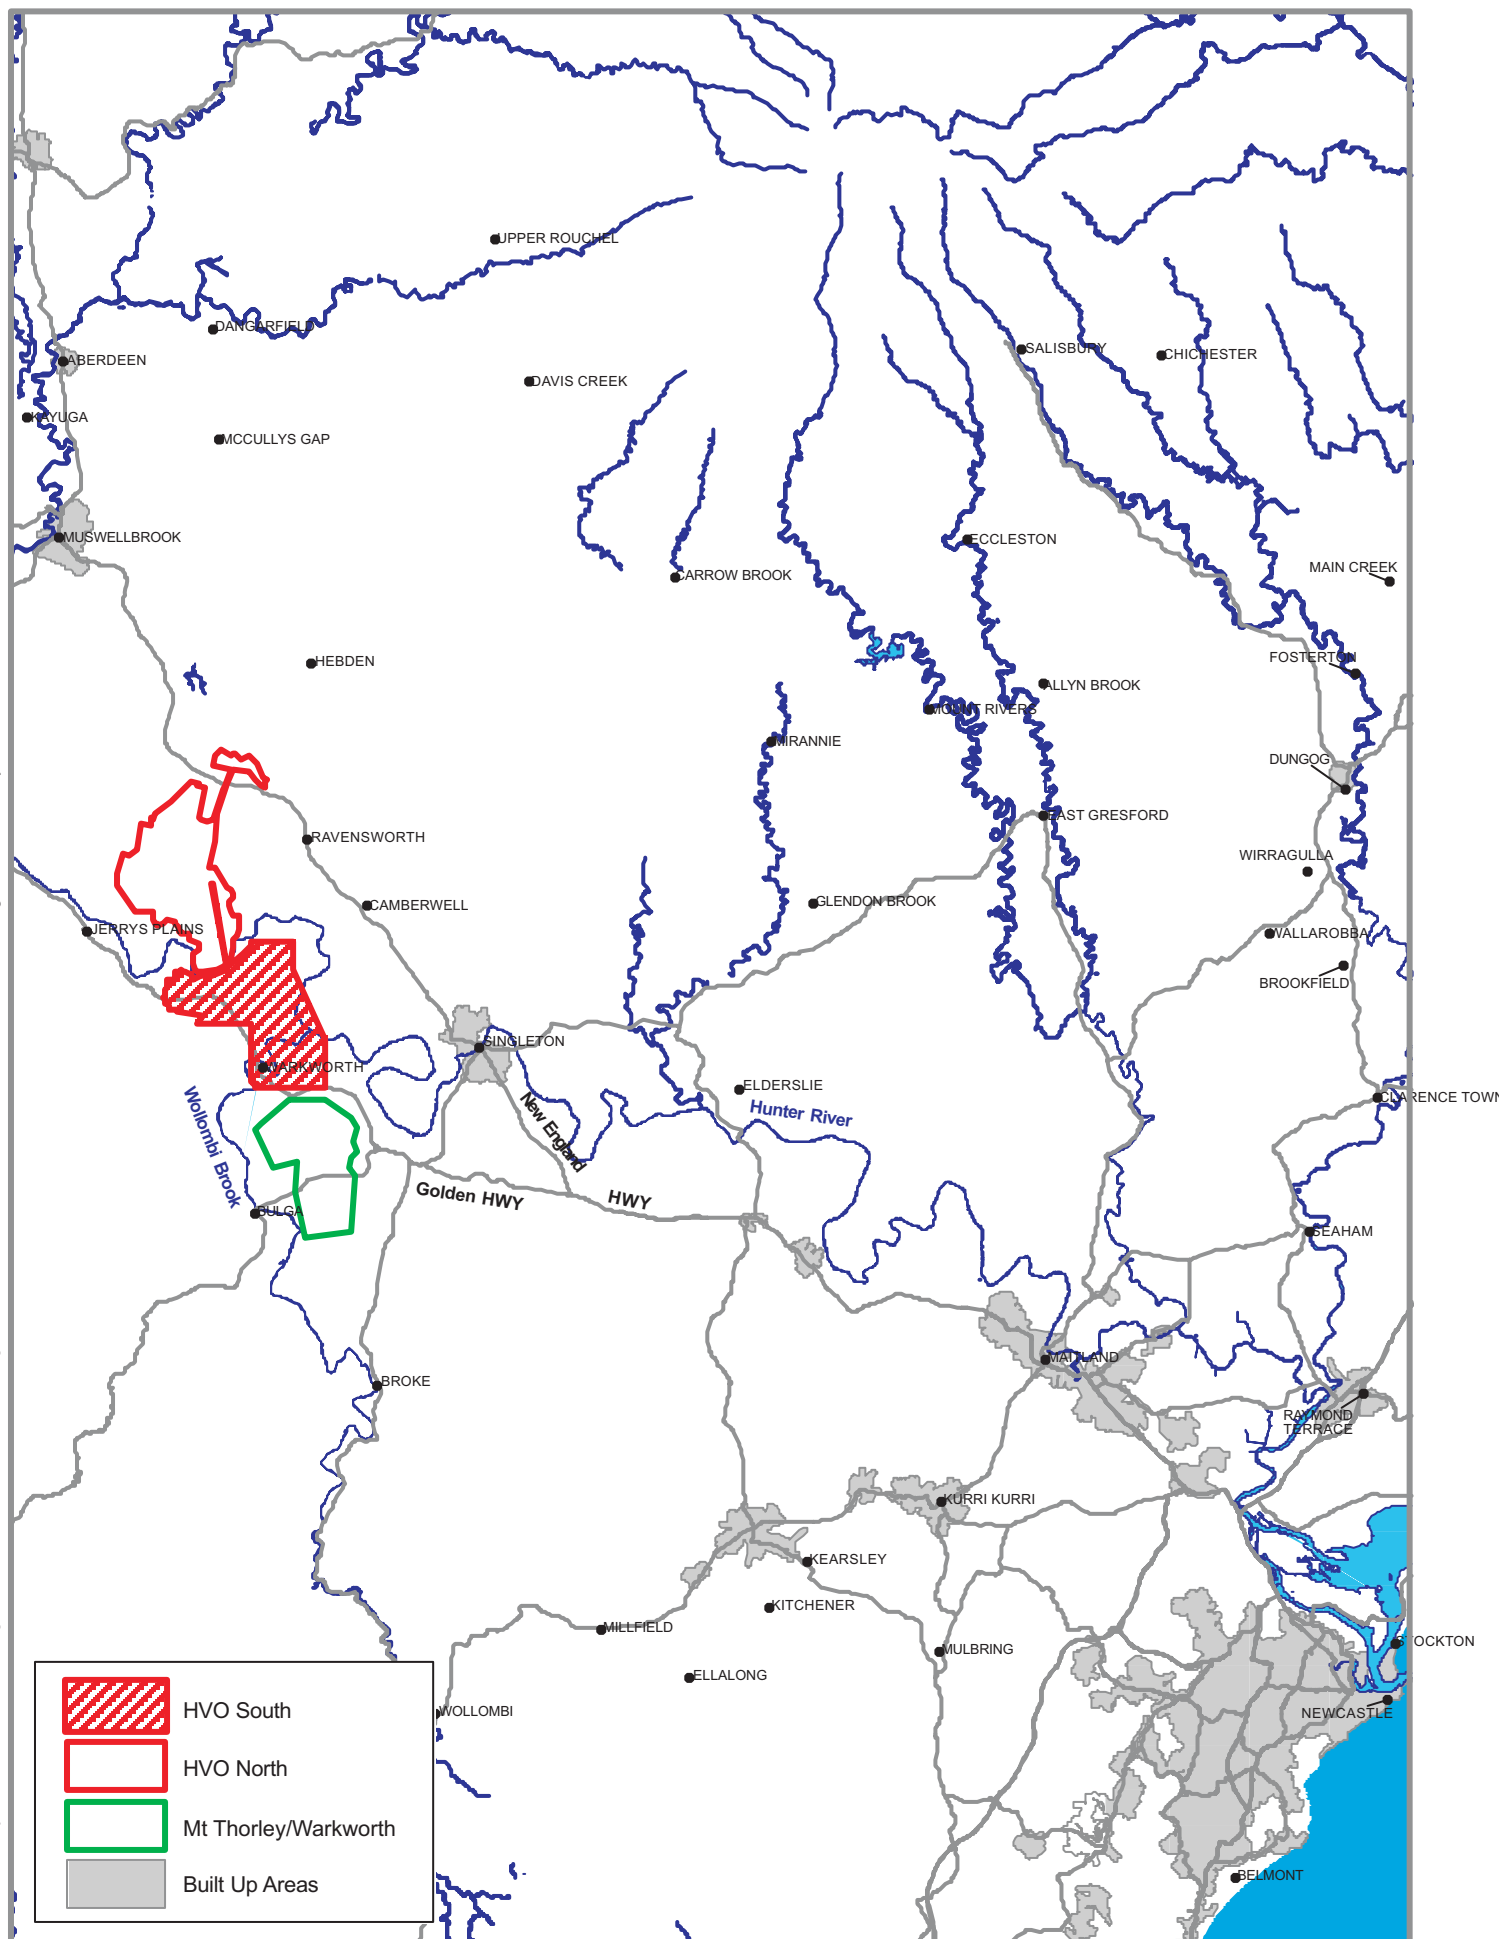 UPPER ROUCHEL
DANGARFIELD
ABERDEEN
SALISBURY
CHICHESTER
DAVIS CREEK
KAYUGA
MCCULLYS GAP
MUSWELLBROOK
ECCLESTON
CARROW BROOK
MAIN CREEK
HEBDEN
FOSTERTON
ALLYN BROOK
MOUNT RIVERS
MIRANNIE
DUNGOG
EAST GRESFORD
RAVENSWORTH
WIRRAGULLA
CAMBERWELL
GLENDON BROOK
JERRYS PLAINS
WALLAROBBA
BROOKFIELD
SINGLETON
WARKWORTH
ELDERSLIE
CLARENCE TOWN
Hunter River
New England
Wollombi Brook
Golden HWY
HWY
BULGA
SEAHAM
MAITLAND
BROKE
RAYMOND
TERRACE
KURRI KURRI
KEARSLEY
KITCHENER
MILLFIELD
MULBRING
STOCKTON
ELLALONG
WOLLOMBI
NEWCASTLE
BELMONT
HVO South
HVO North
Mt Thorley/Warkworth
Built Up Areas